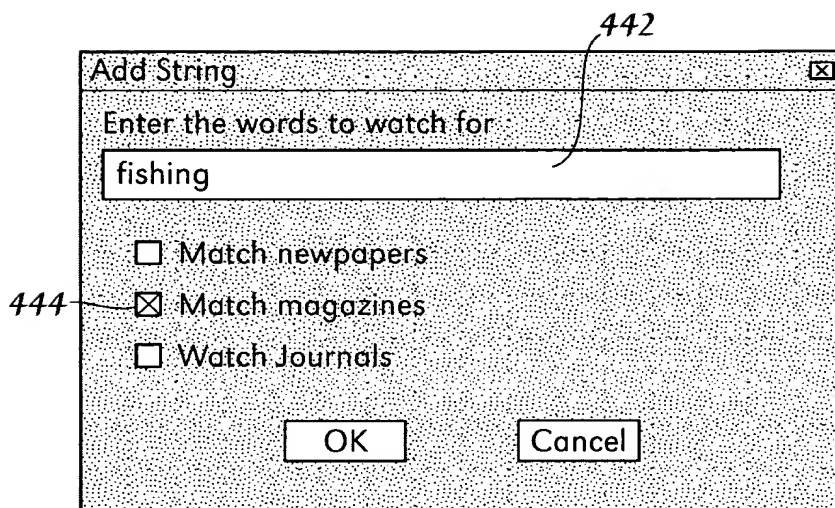 442
Add String
Enter the words to watch for
fishing
Match newpapers
444 Match magazines
Watch Journals
OK Cancel